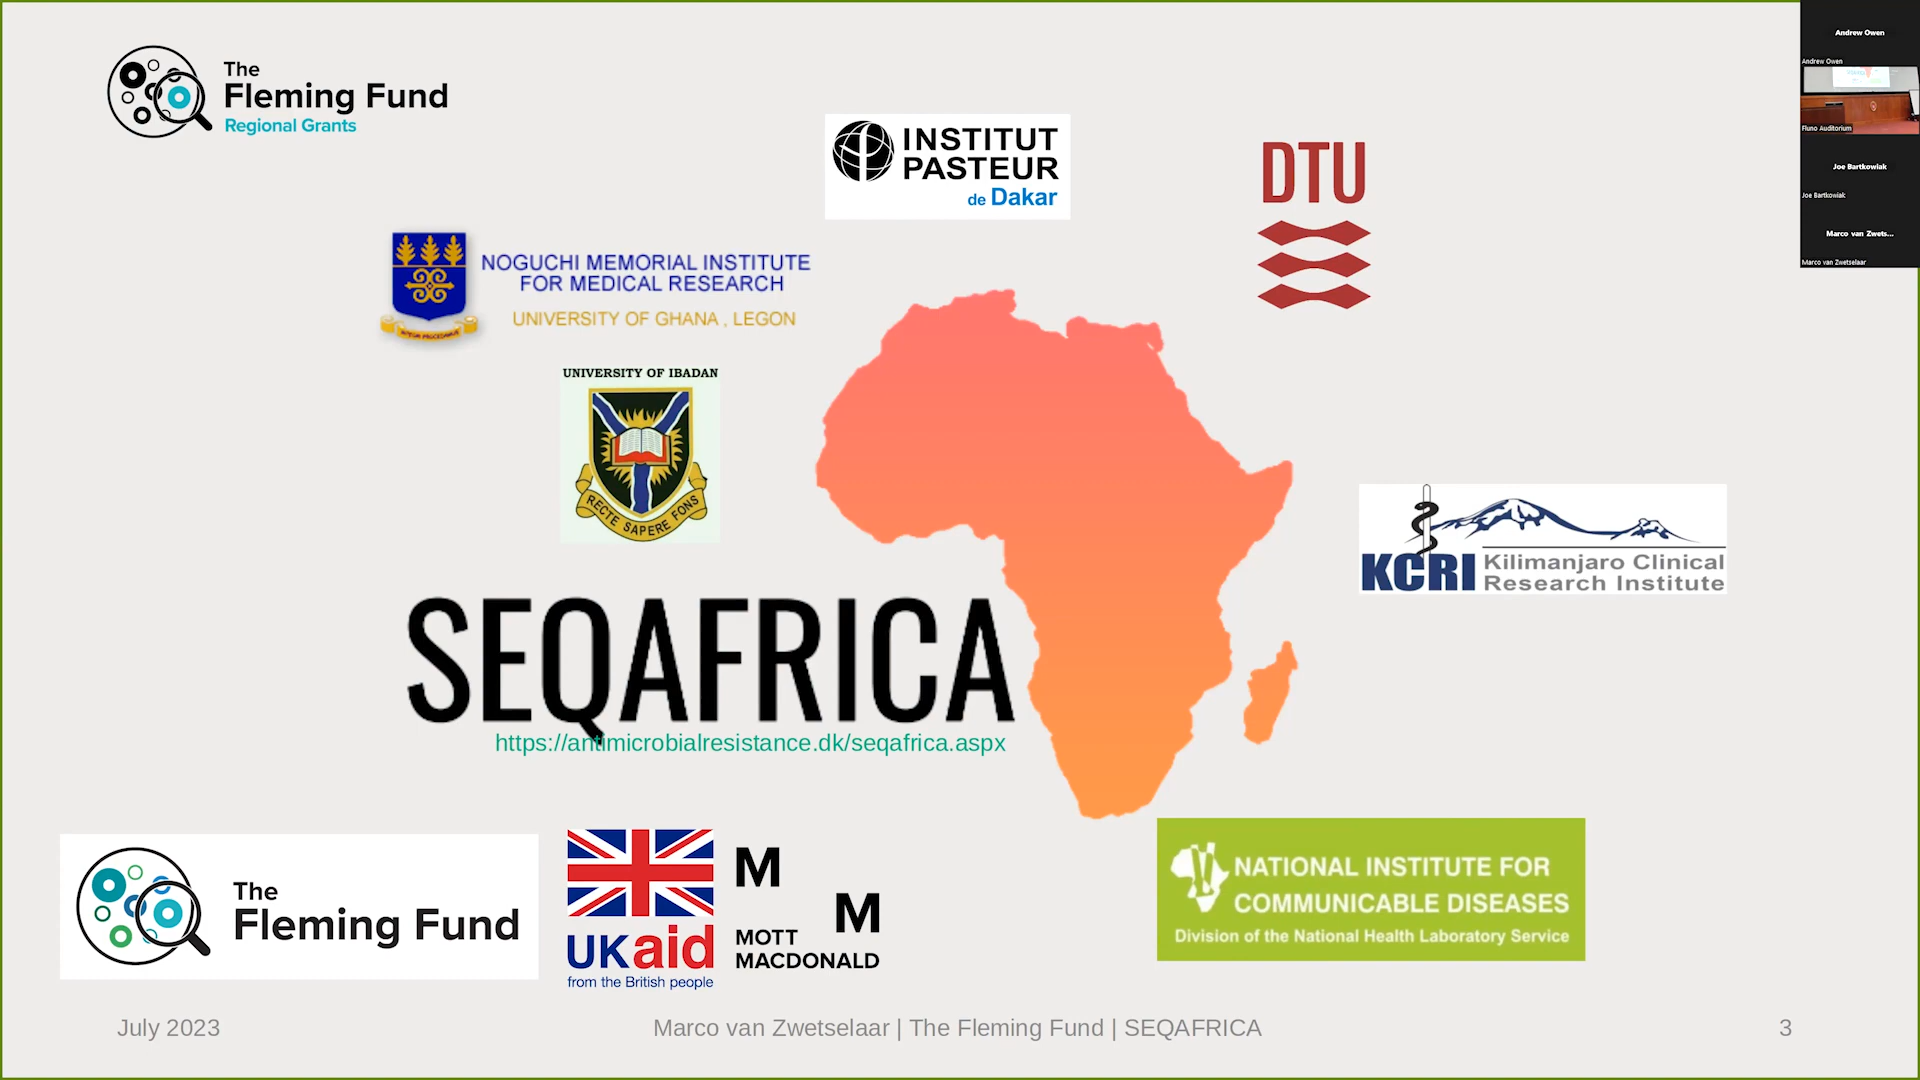 The
Fleming Fund
Regional Grants
INSTITUT
PASTEUR
de Dakar
DTU
NOGUCHI MEMORIAL INSTITUTE
FOR MEDICAL RESEARCH
UNIVERSITY OF GHANA , LEGON
UNIVERSITY OF IBADAN
RECTE SAPERE FONS
KCRI
Kilimanjaro Clinical
Research Institute
SEQAFRICA
https://antimicrobialresistance.dk/seqafrica.aspx
The
Fleming Fund
UKaid
from the British people
M
M
MOTT
MACDONALD
NATIONAL INSTITUTE FOR
COMMUNICABLE DISEASES
Division of the National Health Laboratory Service
July 2023
Marco van Zwetselaar | The Fleming Fund | SEQAFRICA
3
Andrew Owen
Andrew Owen
Fluno Auditorium
Joe Bartkowiak
Joe Bartkowiak
Marco van Zwets...
Marco van Zwetselaar